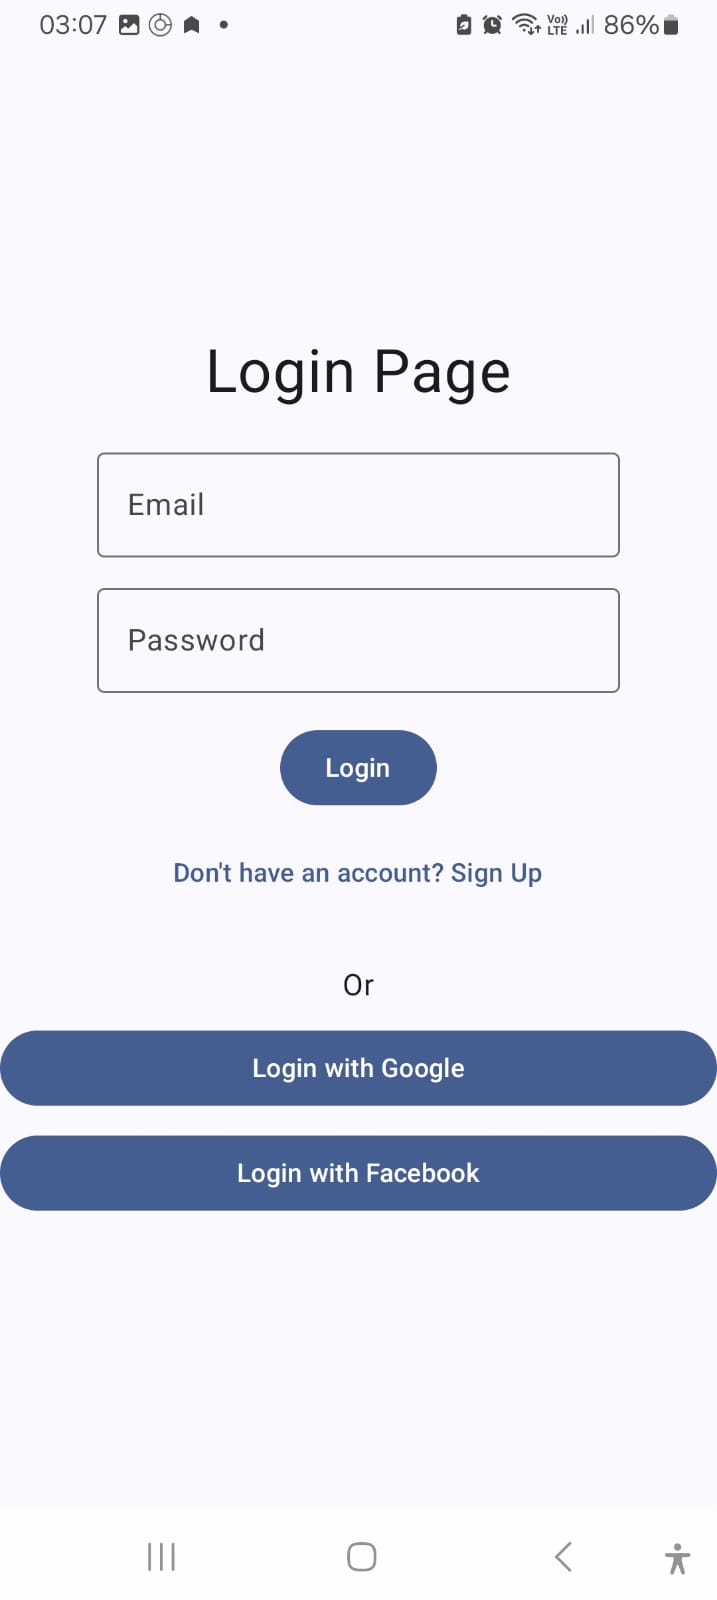 03:07 Vo)) LTE 86%
Login Page
Email
Password
Login
Don't have an account? Sign Up
Or
Login with Google
Login with Facebook